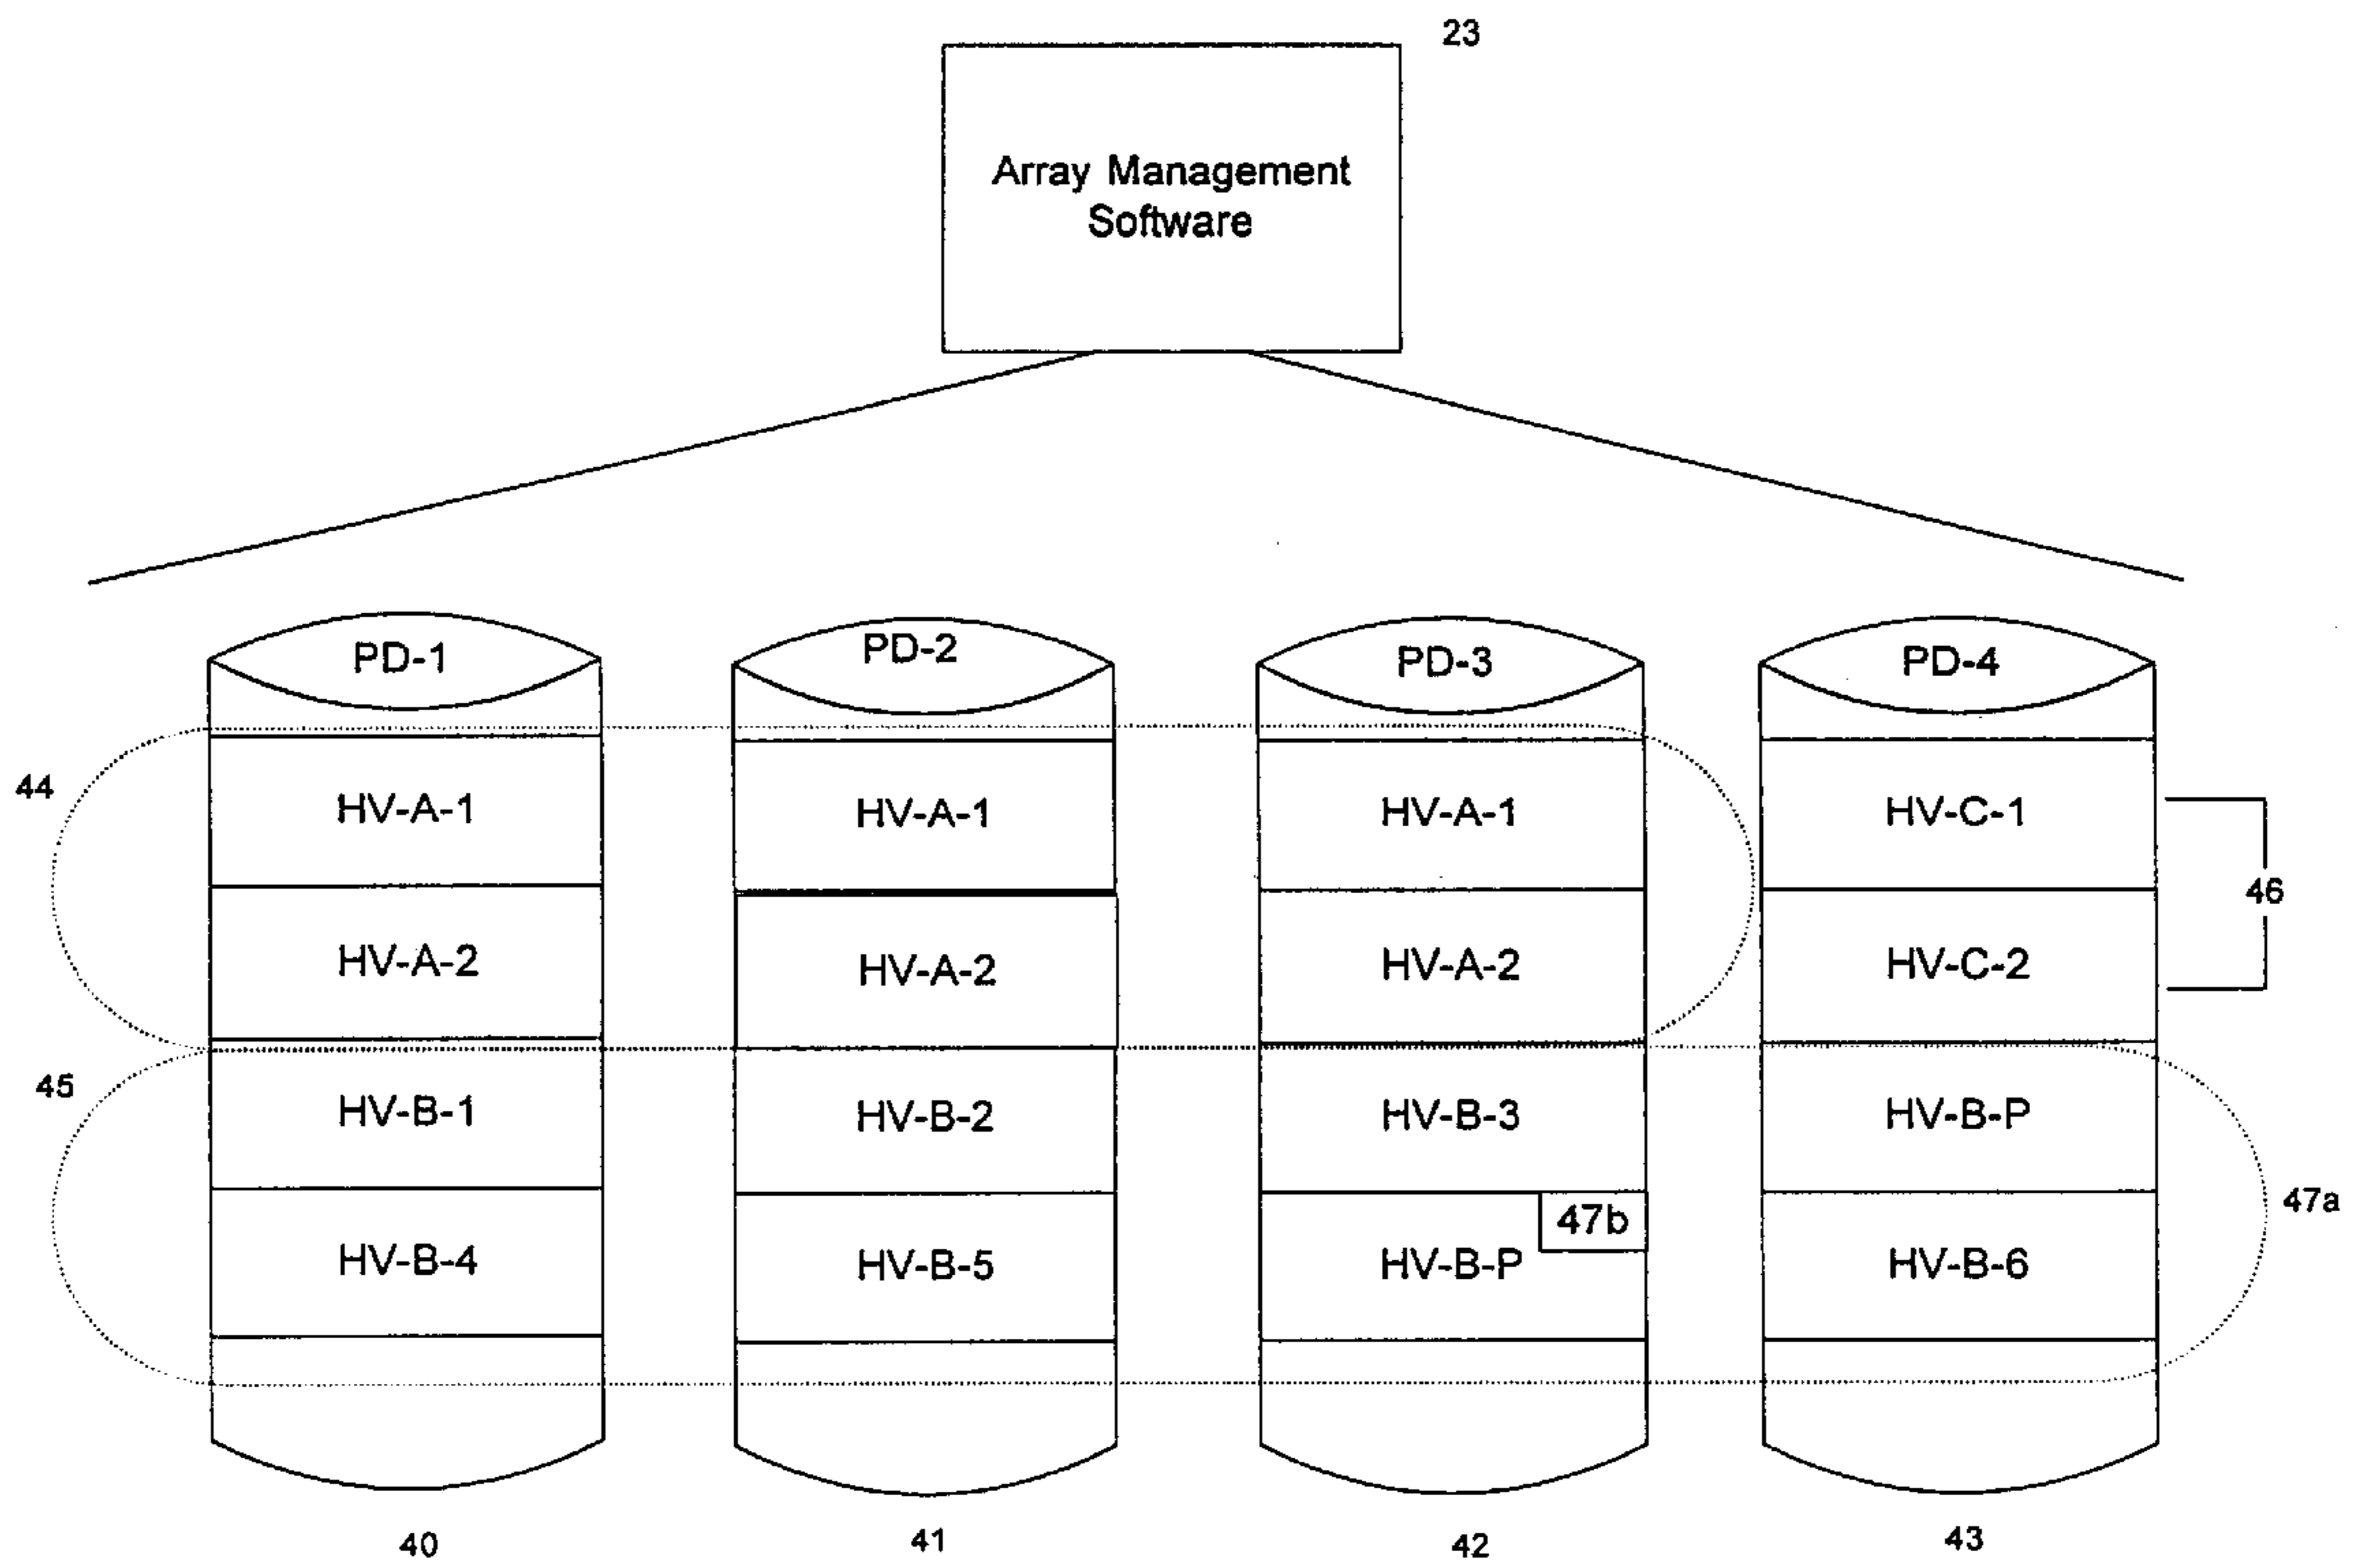 23
Array Management
Software
PD-1 PD-2 PD-3 PD-4
44
HV-A-1 HV-A-1 HV-A-1 HV-C-1
46
HV-A-2 HV-A-2 HV-A-2 HV-C-2
45
HV-B-1 HV-B-2 HV-B-3 HV-B-P
47a
47b
HV-B-4 HV-B-5 HV-B-P HV-B-6
40 41 42 43